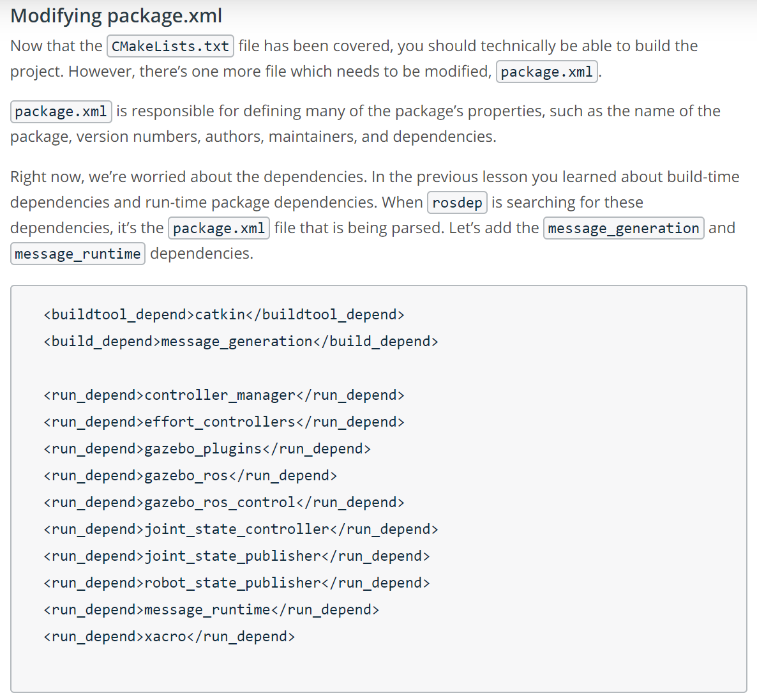 Modifying package.xml
Now that the CMakeLists.txt file has been covered, you should technically be able to build the
project. However, there’s one more file which needs to be modified, package.xml.
package.xml is responsible for defining many of the package’s properties, such as the name of the
package, version numbers, authors, maintainers, and dependencies.
Right now, we’re worried about the dependencies. In the previous lesson you learned about build-time
dependencies and run-time package dependencies. When rosdep is searching for these
dependencies, it’s the package.xml file that is being parsed. Let’s add the message_generation and
message_runtime dependencies.
<buildtool_depend>catkin</buildtool_depend>
<build_depend>message_generation</build_depend>
<run_depend>controller_manager</run_depend>
<run_depend>effort_controllers</run_depend>
<run_depend>gazebo_plugins</run_depend>
<run_depend>gazebo_ros</run_depend>
<run_depend>gazebo_ros_control</run_depend>
<run_depend>joint_state_controller</run_depend>
<run_depend>joint_state_publisher</run_depend>
<run_depend>robot_state_publisher</run_depend>
<run_depend>message_runtime</run_depend>
<run_depend>xacro</run_depend>